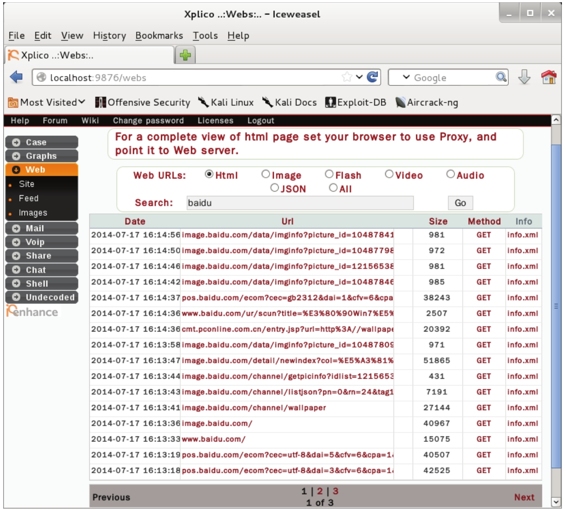 Xplico ..:Webs:.. - Iceweasel
File Edit View History Bookmarks Tools Help
Xplico ..:Webs:..
localhost:9876/webs
Google
Most Visited Offensive Security Kali Linux Kali Docs Exploit-DB Aircrack-ng
Help Forum Wiki Change password Licenses Logout
Case
Graphs
Web
Site
Feed
Images
Mail
Voip
Share
Chat
Shell
Undecoded
enhance
For a complete view of html page set your browser to use Proxy, and
point it to Web server.
Web URLs: Html Image Flash Video Audio
JSON All
Search: baidu Go
Date Url Size Method Info
2014-07-17 16:14:56 image.baidu.com/data/imginfo?picture_id=10487841 981 GET info.xml
2014-07-17 16:14:50 image.baidu.com/data/imginfo?picture_id=10487798 972 GET info.xml
2014-07-17 16:14:46 image.baidu.com/data/imginfo?picture_id=12156538 981 GET info.xml
2014-07-17 16:14:42 image.baidu.com/data/imginfo?picture_id=10487846 985 GET info.xml
2014-07-17 16:14:37 pos.baidu.com/ecom?cec=gb2312&dai=1&cfv=6&cpa 38243 GET info.xml
2014-07-17 16:14:36 www.baidu.com/ur/scun?title=%E3%80%90Win7%E5% 2507 GET info.xml
2014-07-17 16:14:36 cmt.pconline.com.cn/entry.jsp?url=http%3A//wallpape 20392 GET info.xml
2014-07-17 16:13:58 image.baidu.com/data/imginfo?picture_id=10487809 971 GET info.xml
2014-07-17 16:13:47 image.baidu.com/detail/newindex?col=%E5%A3%81% 51865 GET info.xml
2014-07-17 16:13:44 image.baidu.com/channel/getpicinfo?idlist=1215653 431 GET info.xml
2014-07-17 16:13:43 image.baidu.com/channel/listjson?pn=0&rn=24&tag1 7191 GET info.xml
2014-07-17 16:13:41 image.baidu.com/channel/wallpaper 27144 GET info.xml
2014-07-17 16:13:36 image.baidu.com/ 40967 GET info.xml
2014-07-17 16:13:33 www.baidu.com/ 15075 GET info.xml
2014-07-17 16:13:19 pos.baidu.com/ecom?cec=utf-8&dai=5&cfv=6&cpa=1 40507 GET info.xml
2014-07-17 16:13:18 pos.baidu.com/ecom?cec=utf-8&dai=3&cfv=6&cpa=1 42525 GET info.xml
Previous 1 | 2 | 3 Next
1 of 3